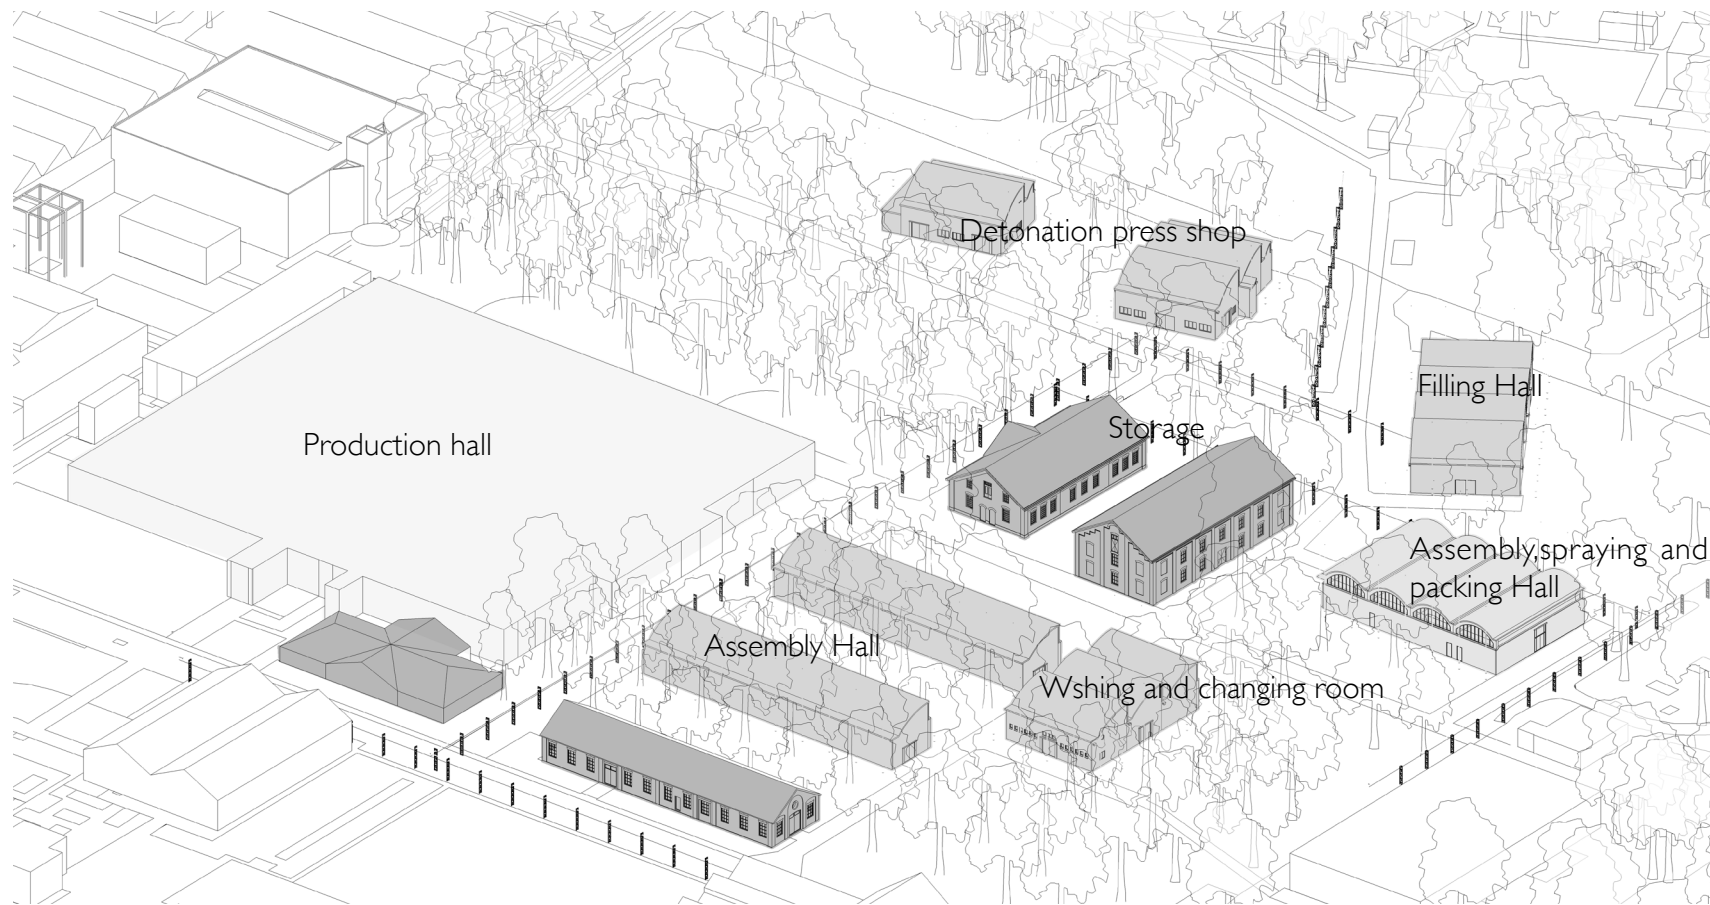 Detonation press shop
Filling Hall
Storage
Production hall
Assembly,spraying and
packing Hall
Assembly Hall
Wshing and changing room